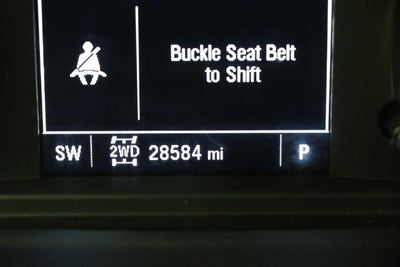 Buckle Seat Belt
to Shift
SW 2WD 28584 mi P